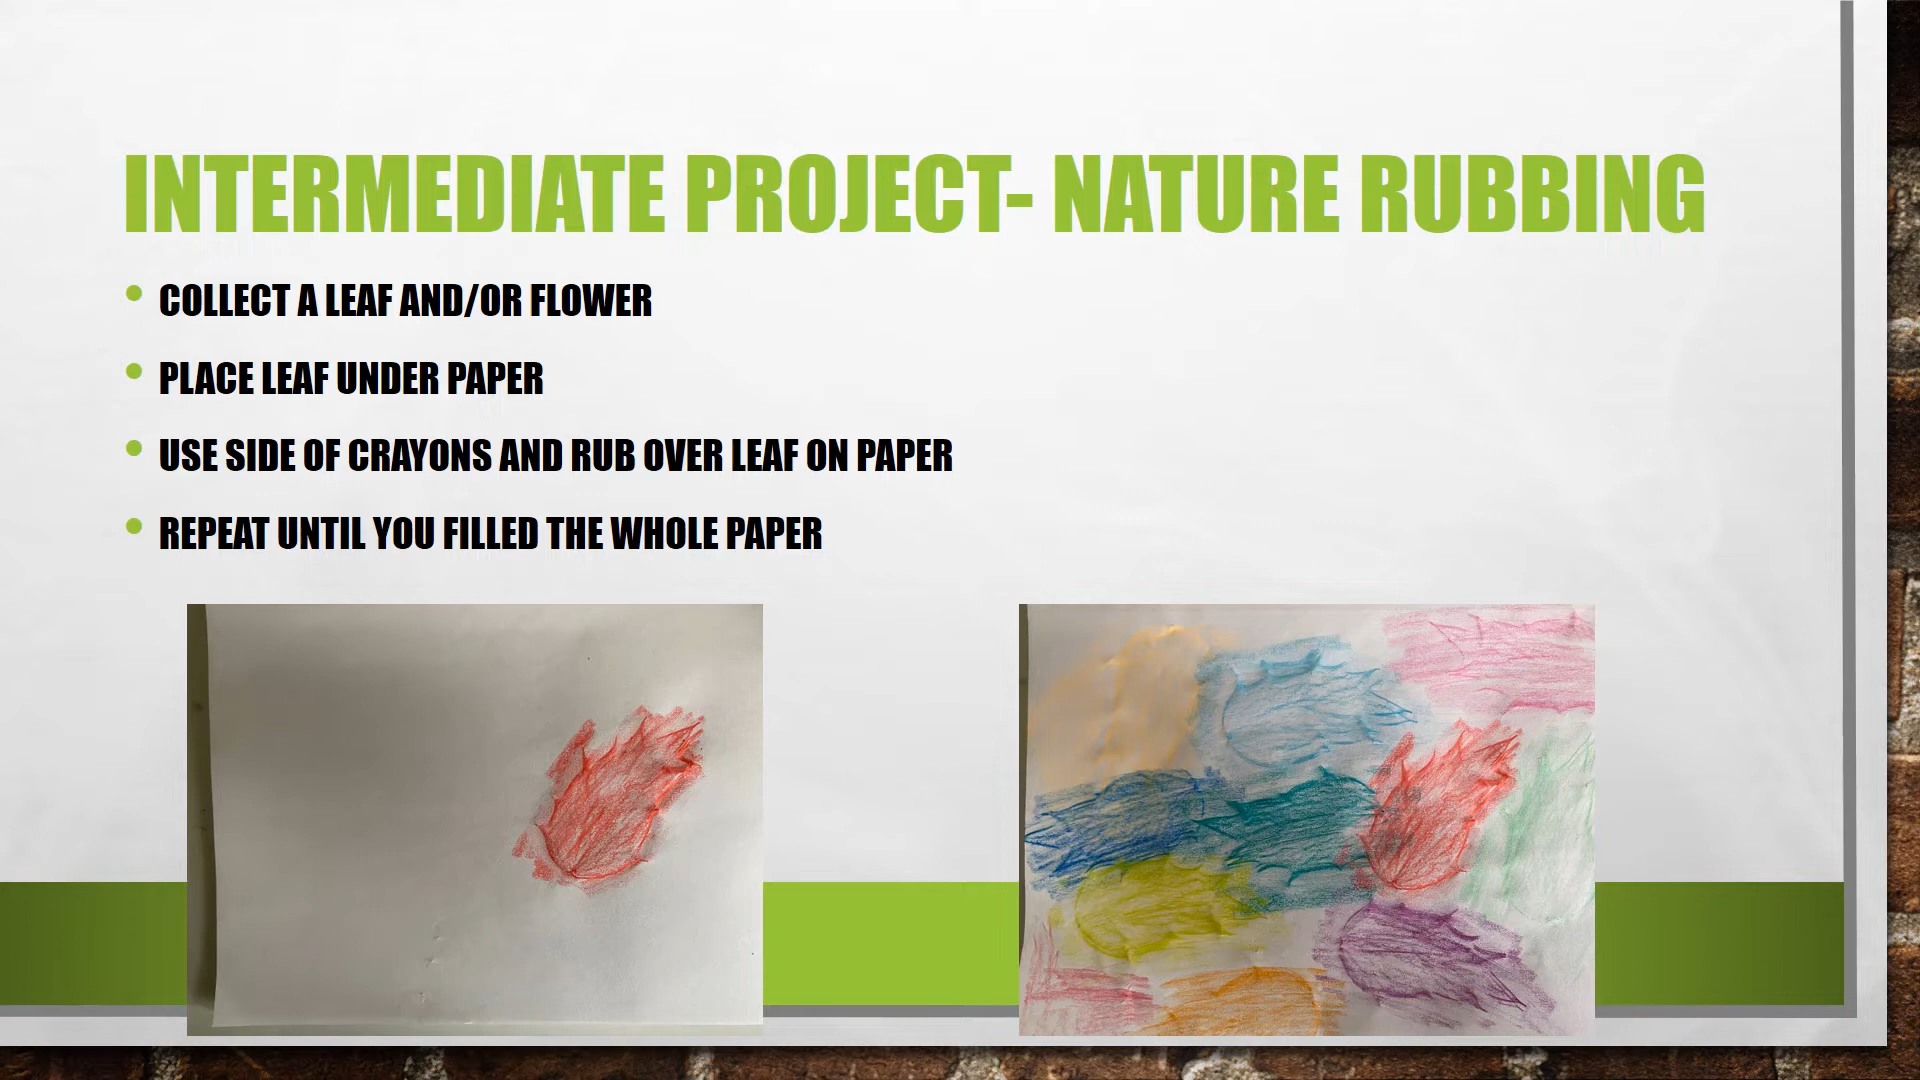 INTERMEDIATE PROJECT- NATURE RUBBING
• COLLECT A LEAF AND/OR FLOWER
• PLACE LEAF UNDER PAPER
• USE SIDE OF CRAYONS AND RUB OVER LEAF ON PAPER
• REPEAT UNTIL YOU FILLED THE WHOLE PAPER